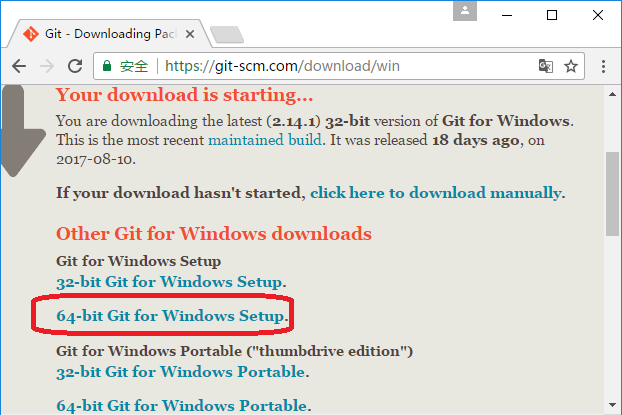 Git - Downloading Pac
安全 | https://git-scm.com/download/win
Your download is starting...
You are downloading the latest (2.14.1) 32-bit version of Git for Windows.
This is the most recent maintained build. It was released 18 days ago, on
2017-08-10.
If your download hasn't started, click here to download manually.
Other Git for Windows downloads
Git for Windows Setup
32-bit Git for Windows Setup.
64-bit Git for Windows Setup.
Git for Windows Portable ("thumbdrive edition")
32-bit Git for Windows Portable.
64-bit Git for Windows Portable.